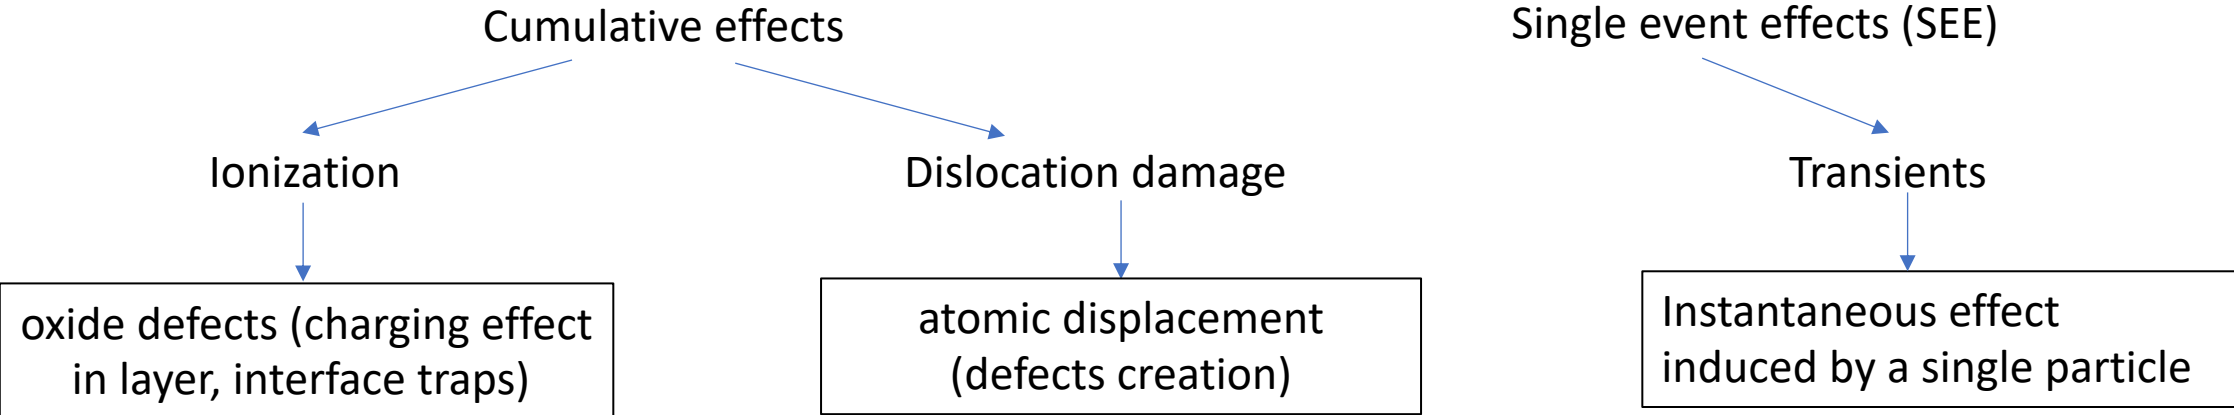 Cumulative effects
Single event effects (SEE)
Ionization
Dislocation damage
Transients
oxide defects (charging effect
in layer, interface traps)
atomic displacement
(defects creation)
Instantaneous effect
induced by a single particle